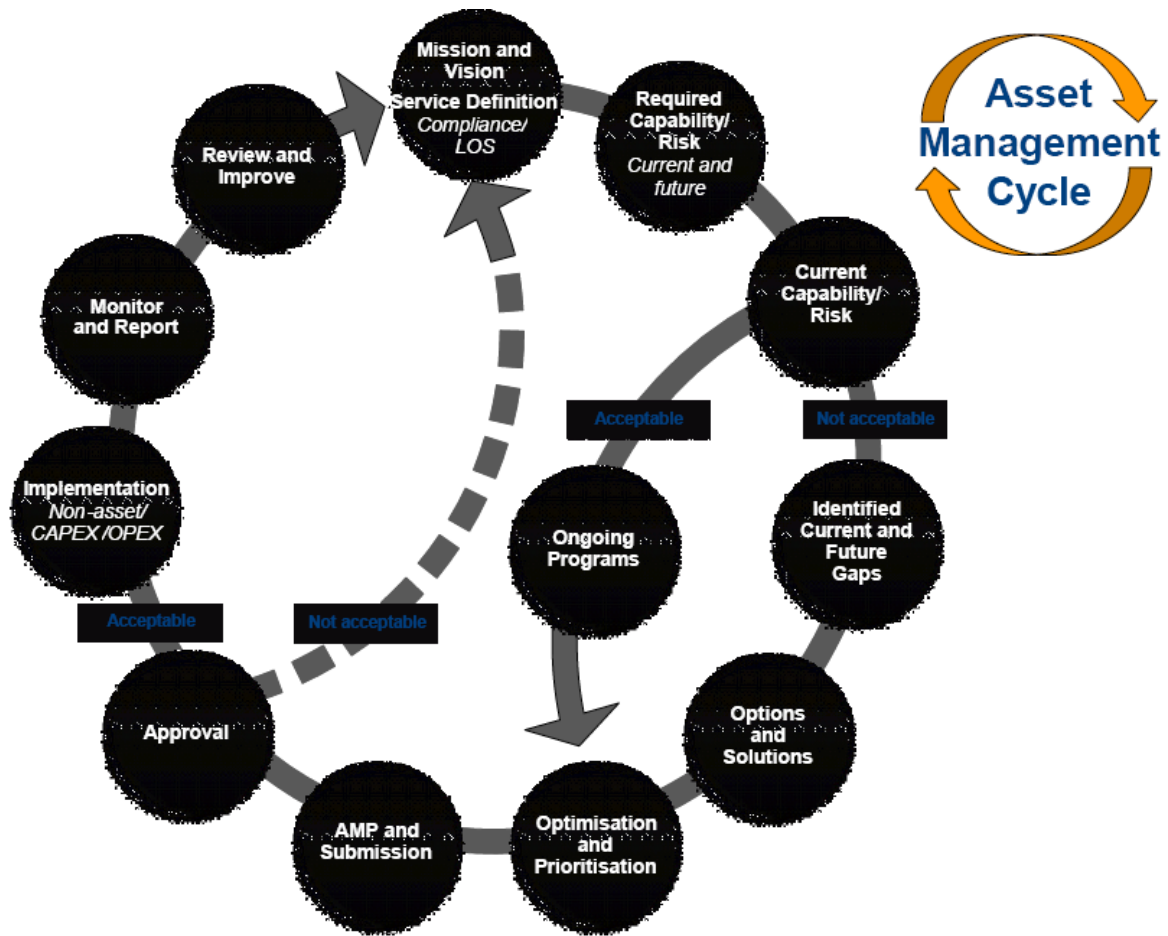 Mission and
Vision
Service Definition
Compliance/
LOS
Required
Capability/
Risk
Current and
future
Current
Capability/
Risk
Acceptable
Not acceptable
Ongoing
Programs
Identified
Current and
Future
Gaps
Options
and
Solutions
Optimisation
and
Prioritisation
AMP and
Submission
Approval
Acceptable
Not acceptable
Implementation
Non-asset/
CAPEX /OPEX
Monitor
and Report
Review and
Improve
Asset
Management
Cycle